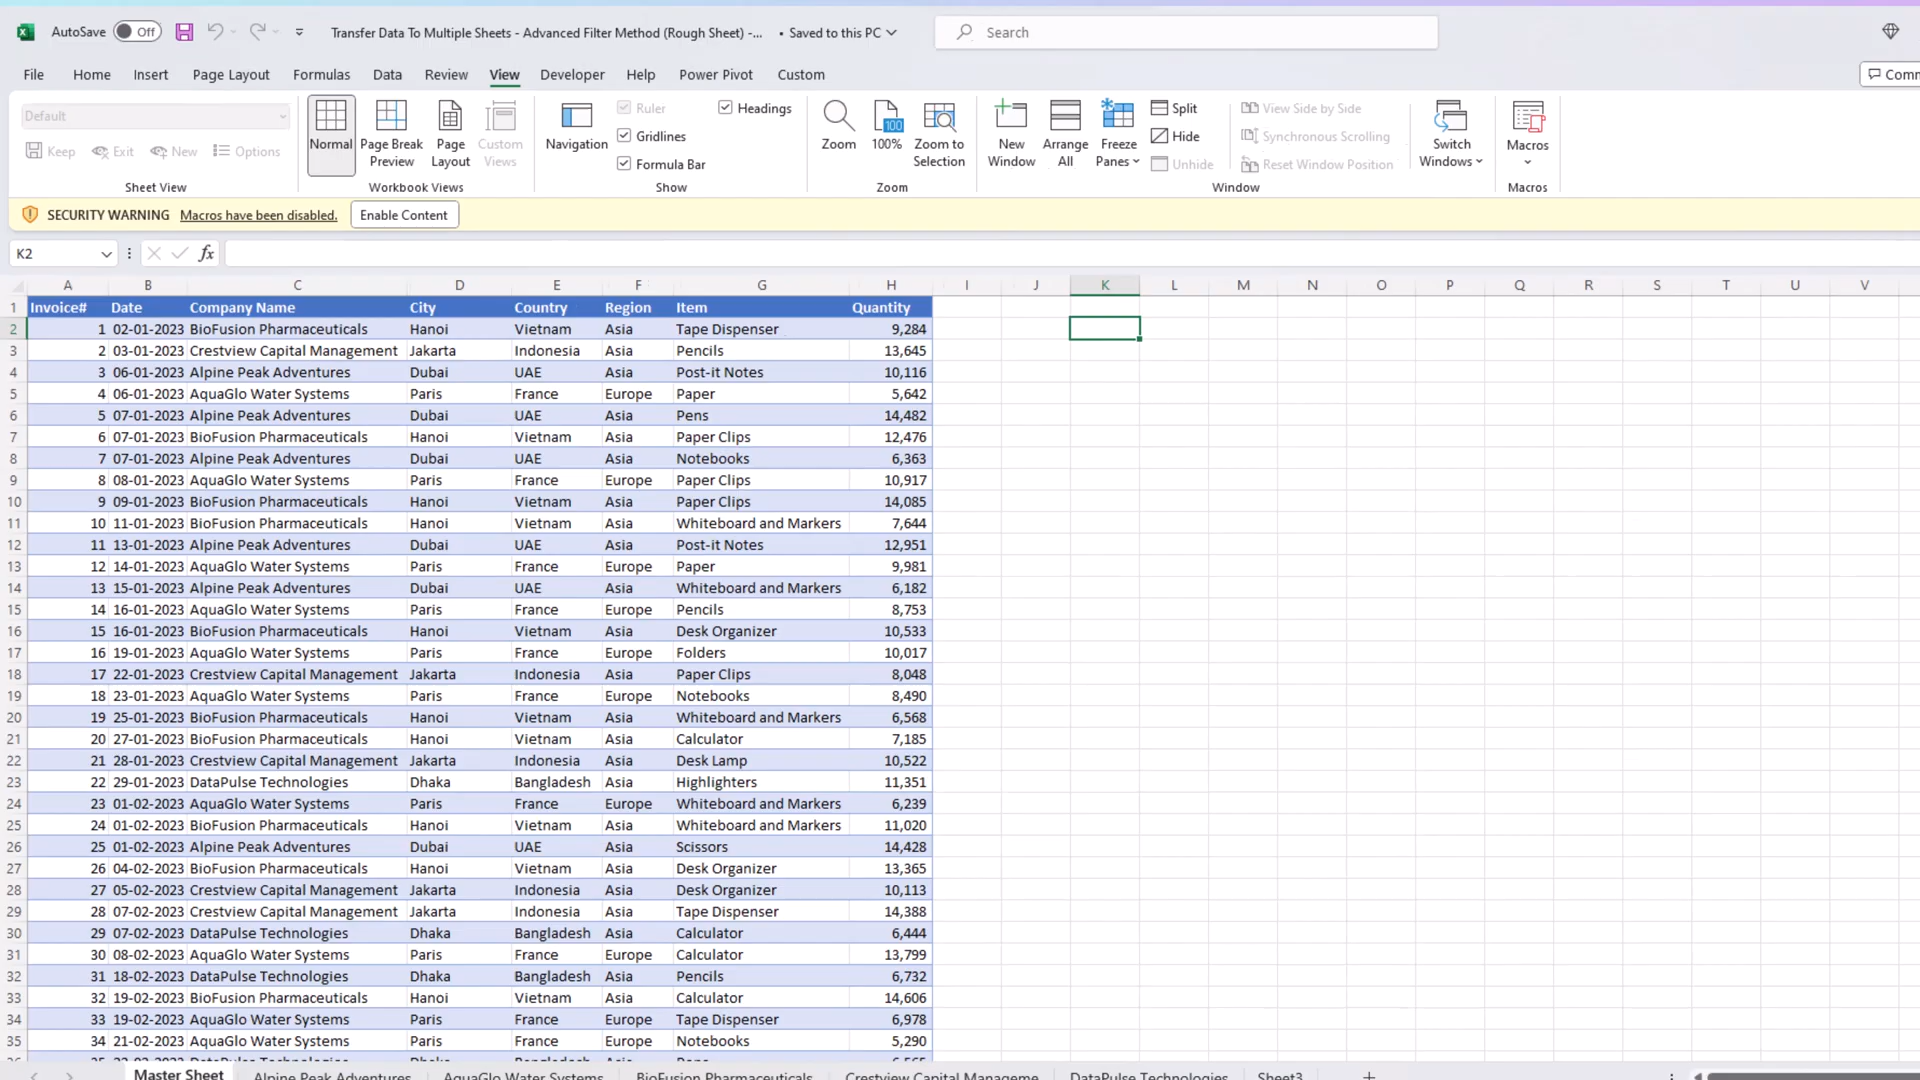 AutoSave Off Transfer Data To Multiple Sheets - Advanced Filter Method (Rough Sheet) -... • Saved to this PC Search
File Home Insert Page Layout Formulas Data Review View Developer Help Power Pivot Custom Comm
Default
Keep Exit New Options
Sheet View
Normal Page Break Preview Page Layout Custom Views
Workbook Views
Navigation Ruler Gridlines Formula Bar Headings
Show
Zoom 100 100% Zoom to Selection
Zoom
New Window Arrange All Freeze Panes Split Hide Unhide View Side by Side Synchronous Scrolling Reset Window Position Switch Windows
Window
Macros
Macros
SECURITY WARNING Macros have been disabled. Enable Content
K2 fx
A B C D E F G H I J K L M N O P Q R S T U V
1 Invoice# Date Company Name City Country Region Item Quantity
2 1 02-01-2023 BioFusion Pharmaceuticals Hanoi Vietnam Asia Tape Dispenser 9,284
3 2 03-01-2023 Crestview Capital Management Jakarta Indonesia Asia Pencils 13,645
4 3 06-01-2023 Alpine Peak Adventures Dubai UAE Asia Post-it Notes 10,116
5 4 06-01-2023 AquaGlo Water Systems Paris France Europe Paper 5,642
6 5 07-01-2023 Alpine Peak Adventures Dubai UAE Asia Pens 14,482
7 6 07-01-2023 BioFusion Pharmaceuticals Hanoi Vietnam Asia Paper Clips 12,476
8 7 07-01-2023 Alpine Peak Adventures Dubai UAE Asia Notebooks 6,363
9 8 08-01-2023 AquaGlo Water Systems Paris France Europe Paper Clips 10,917
10 9 09-01-2023 BioFusion Pharmaceuticals Hanoi Vietnam Asia Paper Clips 14,085
11 10 11-01-2023 BioFusion Pharmaceuticals Hanoi Vietnam Asia Whiteboard and Markers 7,644
12 11 13-01-2023 Alpine Peak Adventures Dubai UAE Asia Post-it Notes 12,951
13 12 14-01-2023 AquaGlo Water Systems Paris France Europe Paper 9,981
14 13 15-01-2023 Alpine Peak Adventures Dubai UAE Asia Whiteboard and Markers 6,182
15 14 16-01-2023 AquaGlo Water Systems Paris France Europe Pencils 8,753
16 15 16-01-2023 BioFusion Pharmaceuticals Hanoi Vietnam Asia Desk Organizer 10,533
17 16 19-01-2023 AquaGlo Water Systems Paris France Europe Folders 10,017
18 17 22-01-2023 Crestview Capital Management Jakarta Indonesia Asia Paper Clips 8,048
19 18 23-01-2023 AquaGlo Water Systems Paris France Europe Notebooks 8,490
20 19 25-01-2023 BioFusion Pharmaceuticals Hanoi Vietnam Asia Whiteboard and Markers 6,568
21 20 27-01-2023 BioFusion Pharmaceuticals Hanoi Vietnam Asia Calculator 7,185
22 21 28-01-2023 Crestview Capital Management Jakarta Indonesia Asia Desk Lamp 10,522
23 22 29-01-2023 DataPulse Technologies Dhaka Bangladesh Asia Highlighters 11,351
24 23 01-02-2023 AquaGlo Water Systems Paris France Europe Whiteboard and Markers 6,239
25 24 01-02-2023 BioFusion Pharmaceuticals Hanoi Vietnam Asia Whiteboard and Markers 11,020
26 25 01-02-2023 Alpine Peak Adventures Dubai UAE Asia Scissors 14,428
27 26 04-02-2023 BioFusion Pharmaceuticals Hanoi Vietnam Asia Desk Organizer 13,365
28 27 05-02-2023 Crestview Capital Management Jakarta Indonesia Asia Desk Organizer 10,113
29 28 07-02-2023 Crestview Capital Management Jakarta Indonesia Asia Tape Dispenser 14,388
30 29 07-02-2023 DataPulse Technologies Dhaka Bangladesh Asia Calculator 6,444
31 30 08-02-2023 AquaGlo Water Systems Paris France Europe Calculator 13,799
32 31 18-02-2023 DataPulse Technologies Dhaka Bangladesh Asia Pencils 6,732
33 32 19-02-2023 BioFusion Pharmaceuticals Hanoi Vietnam Asia Calculator 14,606
34 33 19-02-2023 AquaGlo Water Systems Paris France Europe Tape Dispenser 6,978
35 34 21-02-2023 AquaGlo Water Systems Paris France Europe Notebooks 5,290
Master Sheet Alpine Peak Adventures AquaGlo Water Systems BioFusion Pharmaceuticals Crestview Capital Manageme DataPulse Technologies Sheet3